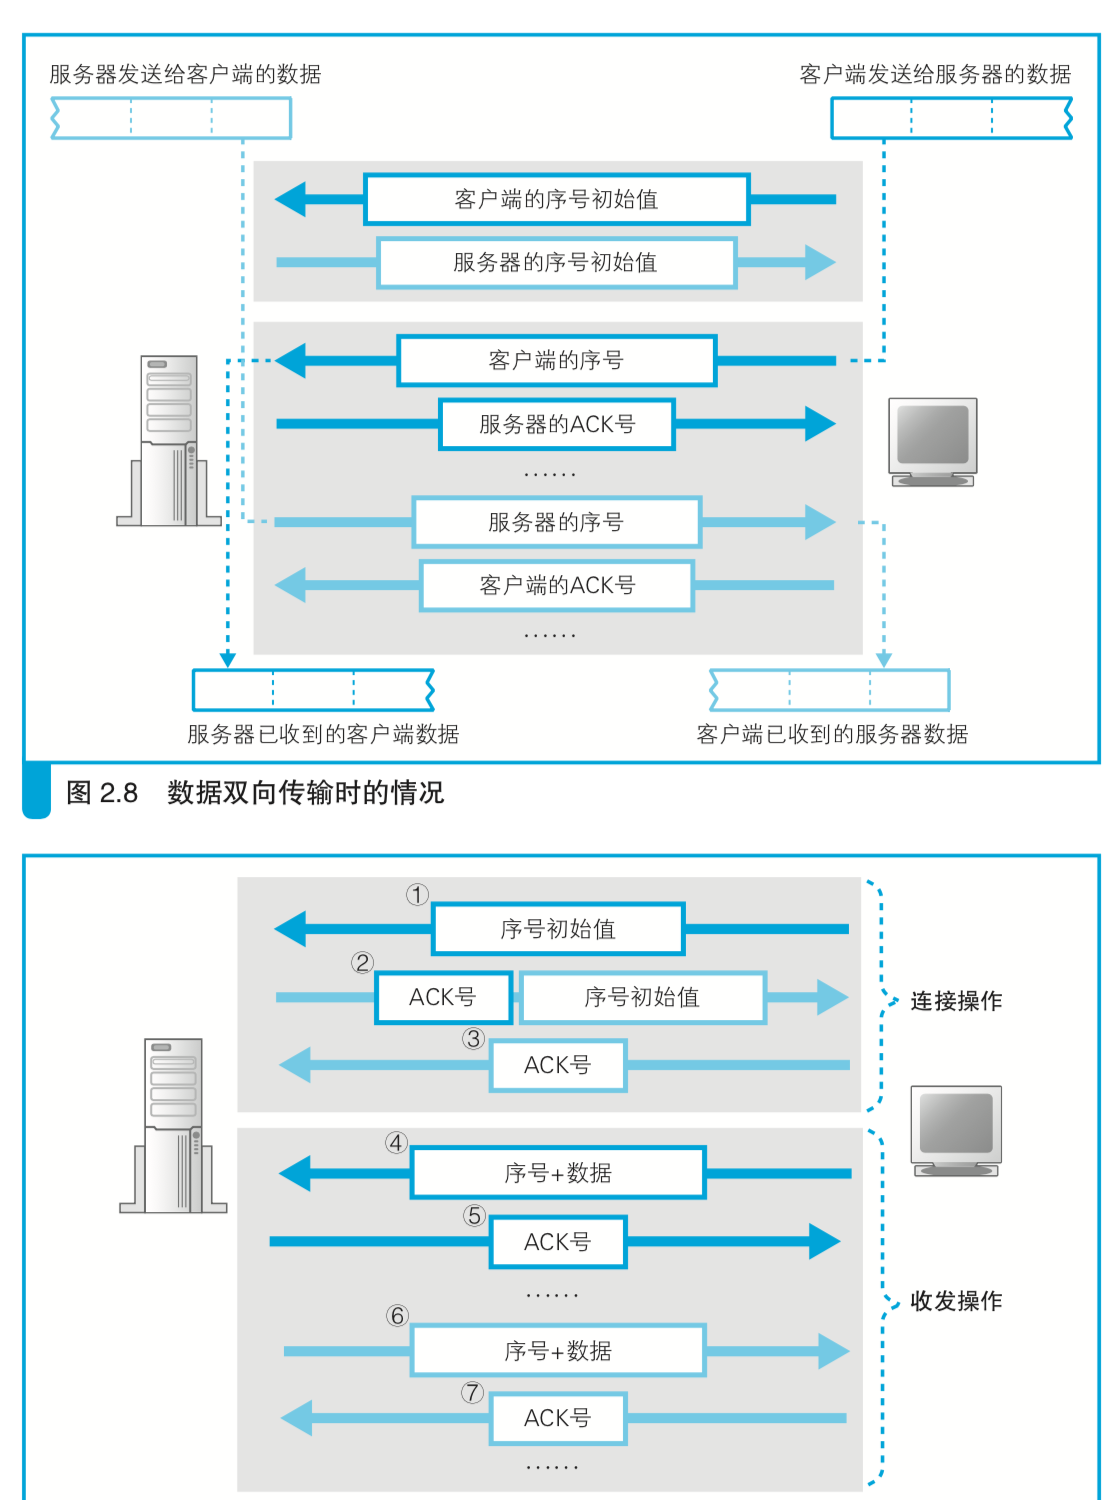 服务器发送给客户端的数据
客户端发送给服务器的数据
客户端的序号初始值
服务器的序号初始值
客户端的序号
服务器的ACK号
……
服务器的序号
客户端的ACK号
……
服务器已收到的客户端数据
客户端已收到的服务器数据
图 2.8 数据双向传输时的情况
①
序号初始值
②
ACK号
序号初始值
连接操作
③
ACK号
④
序号+数据
⑤
ACK号
……
收发操作
⑥
序号+数据
⑦
ACK号
……